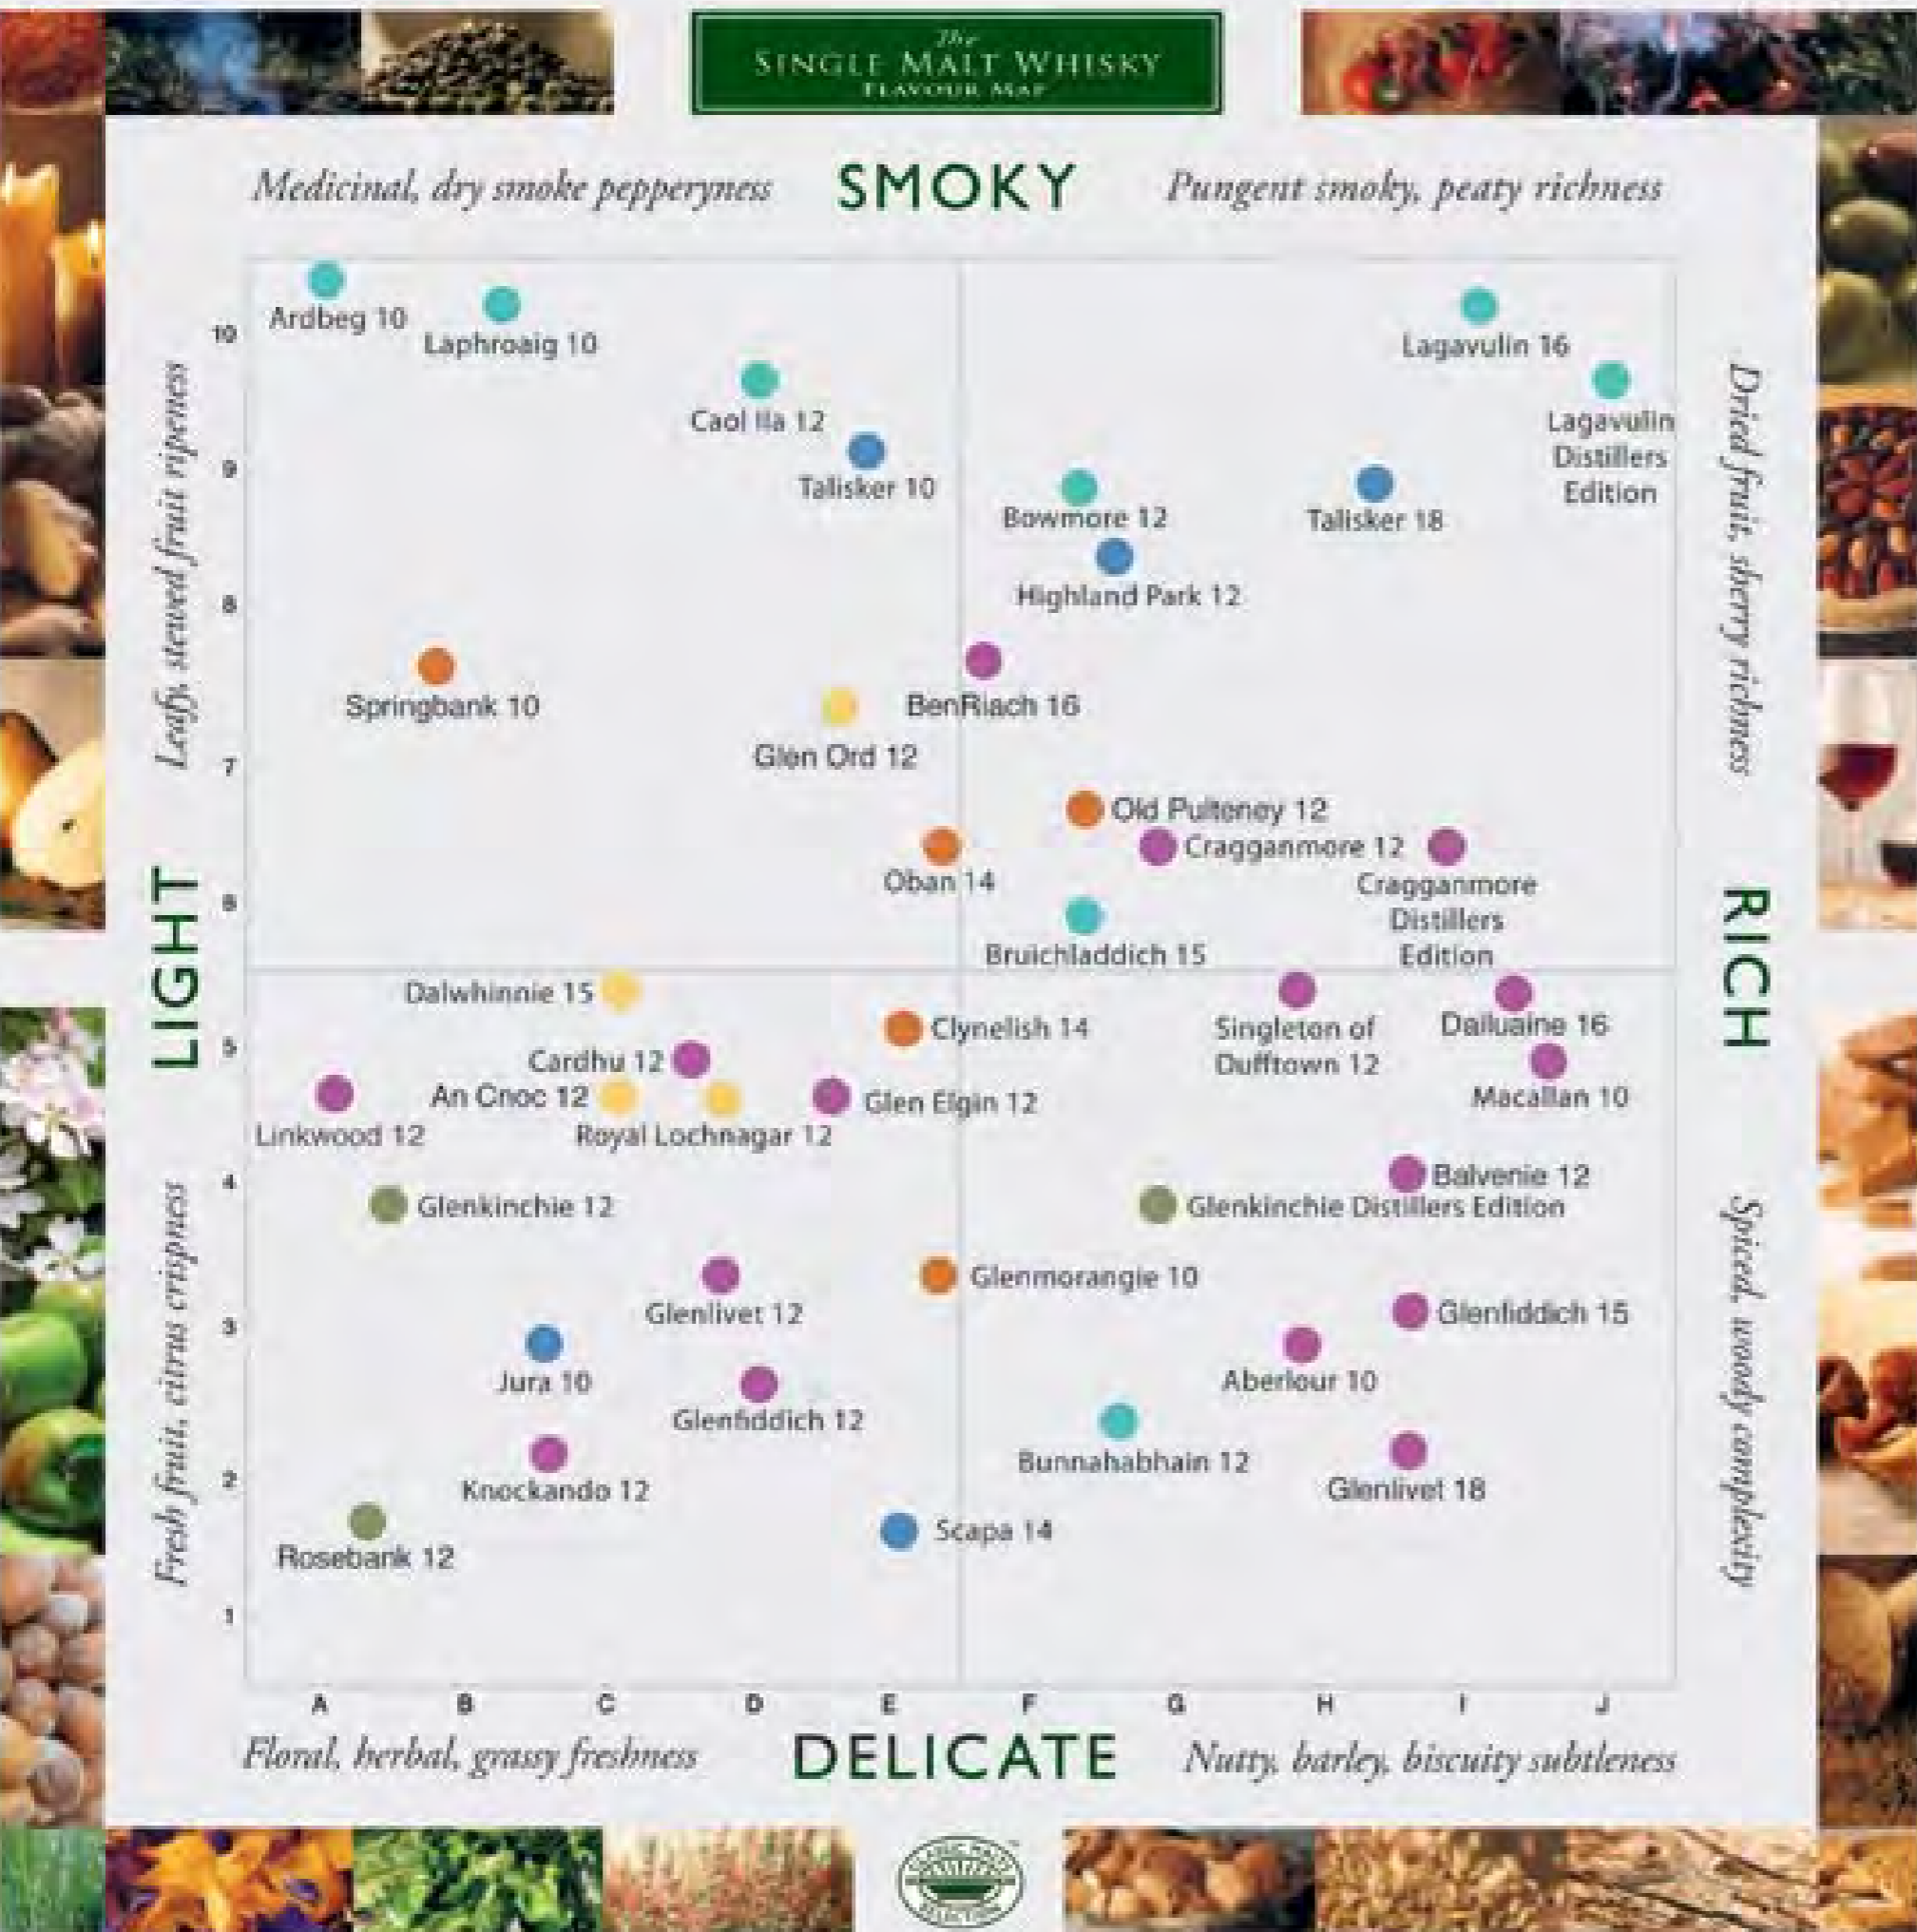 The
SINGLE MALT WHISKY
FLAVOUR MAP
Medicinal, dry smoke pepperyness
SMOKY
Pungent smoky, peaty richness
Leafy, stewed fruit ripeness
LIGHT
Fresh fruit, citrus crispness
Dried fruit, sherry richness
RICH
Spiced, woody complexity
10
9
8
7
6
5
4
3
2
1
Ardbeg 10
Laphroaig 10
Lagavulin 16
Caol Ila 12
Lagavulin
Distillers
Edition
Talisker 10
Bowmore 12
Talisker 18
Highland Park 12
Springbank 10
BenRiach 16
Glen Ord 12
Old Pulteney 12
Cragganmore 12
Oban 14
Cragganmore
Distillers
Edition
Bruichladdich 15
Dalwhinnie 15
Clynelish 14
Singleton of
Dufftown 12
Dailuaine 16
Cardhu 12
Macallan 10
An Cnoc 12
Glen Elgin 12
Linkwood 12
Royal Lochnagar 12
Balvenie 12
Glenkinchie 12
Glenkinchie Distillers Edition
Glenmorangie 10
Glenlivet 12
Glenfiddich 15
Jura 10
Aberlour 10
Glenfiddich 12
Bunnahabhain 12
Knockando 12
Glenlivet 18
Scapa 14
Rosebank 12
A B C D E F G H I J
Floral, herbal, grassy freshness
DELICATE
Nutty, barley, biscuity subtleness
CLASSIC MALTS
SELECTION